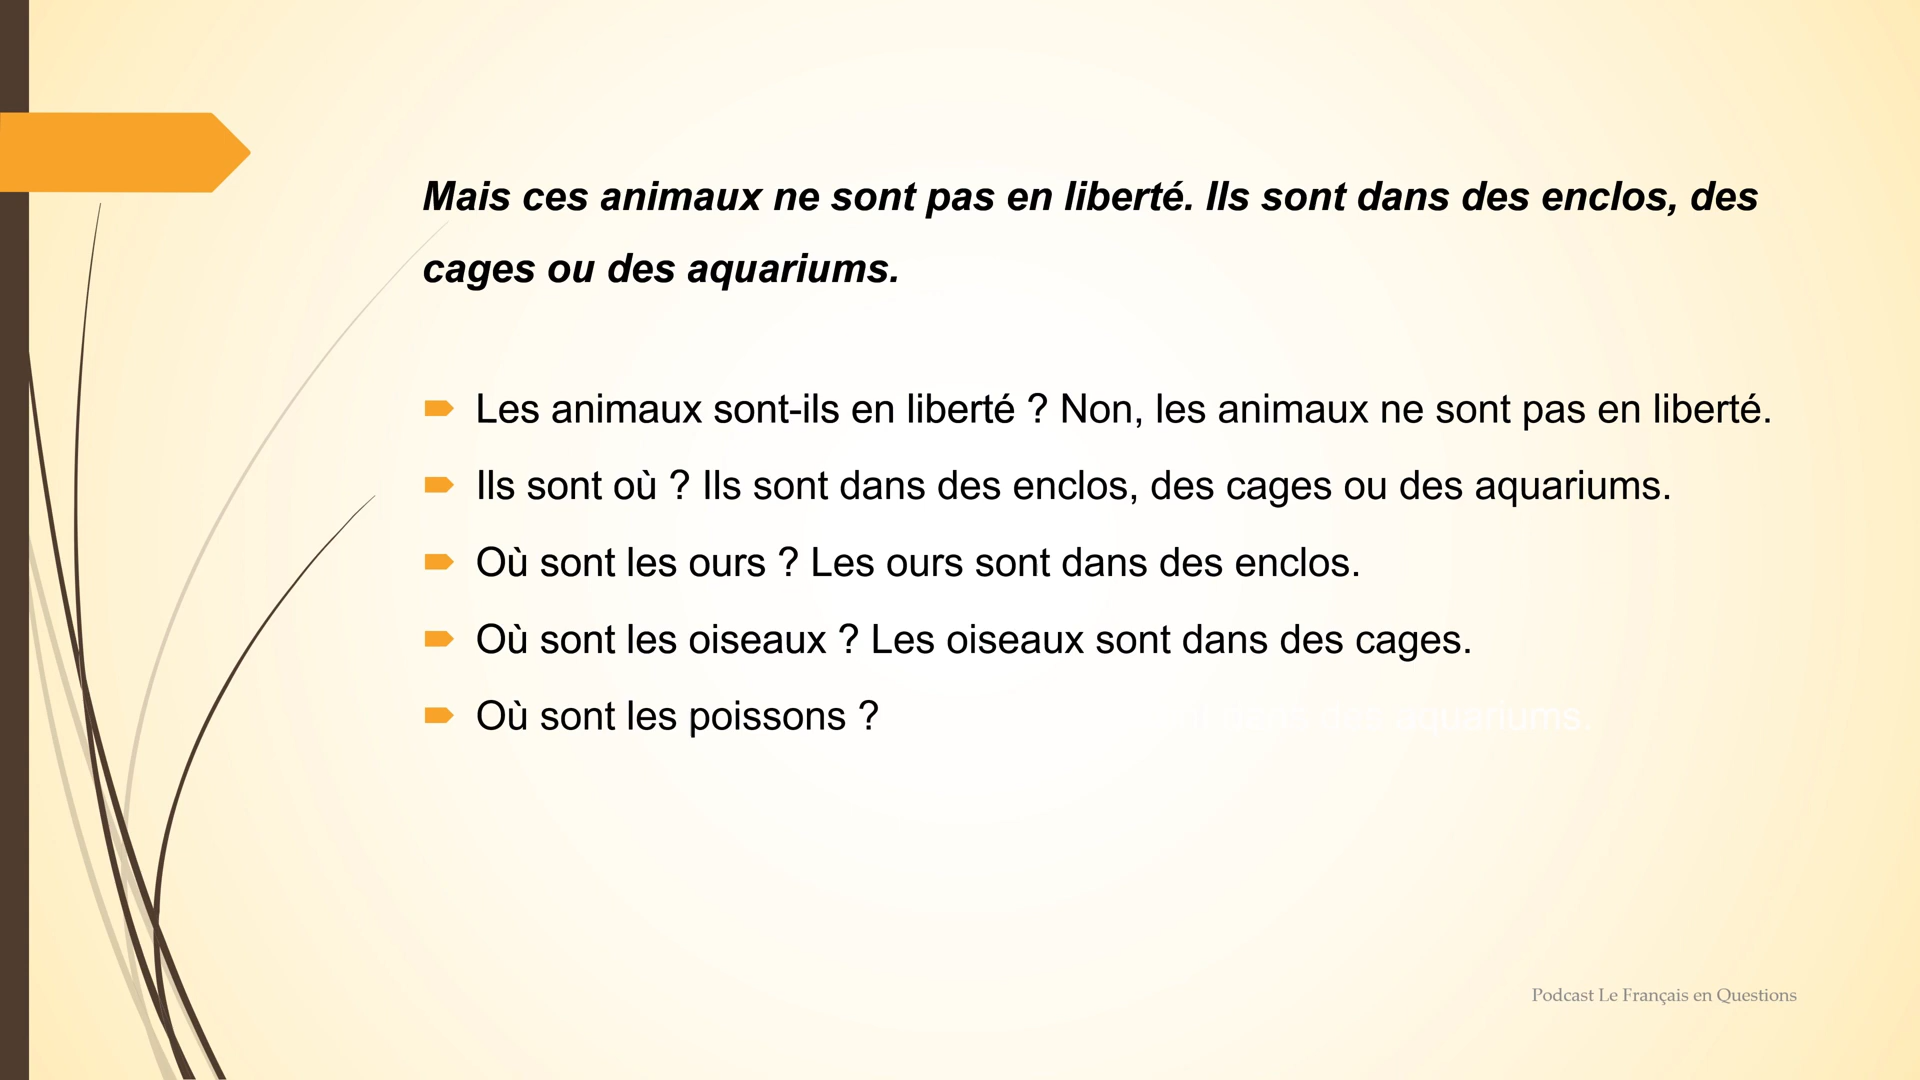 Mais ces animaux ne sont pas en liberté. Ils sont dans des enclos, des
cages ou des aquariums.
Les animaux sont-ils en liberté ? Non, les animaux ne sont pas en liberté.
Ils sont où ? Ils sont dans des enclos, des cages ou des aquariums.
Où sont les ours ? Les ours sont dans des enclos.
Où sont les oiseaux ? Les oiseaux sont dans des cages.
Où sont les poissons ? dans des aquariums.
Podcast Le Français en Questions